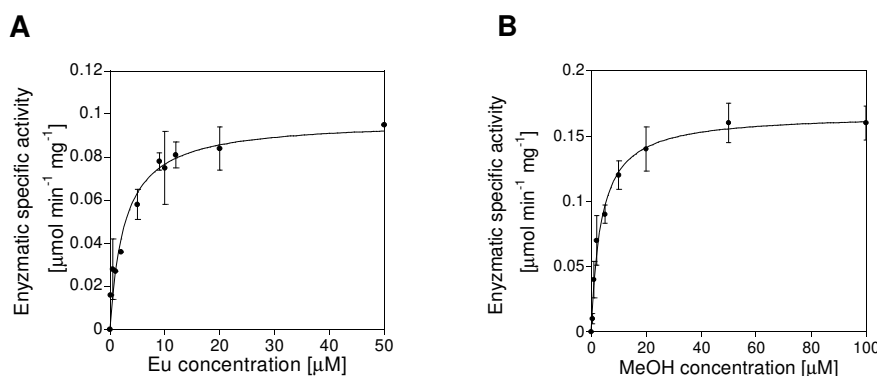 A
Enyzmatic specific activity
[µmol min⁻¹ mg⁻¹]
0.12
0.1
0.08
0.06
0.04
0.02
0
0 10 20 30 40 50
Eu concentration [µM]
B
Enyzmatic specific activity
[µmol min⁻¹ mg⁻¹]
0.2
0.15
0.1
0.05
0
0 20 40 60 80 100
MeOH concentration [µM]